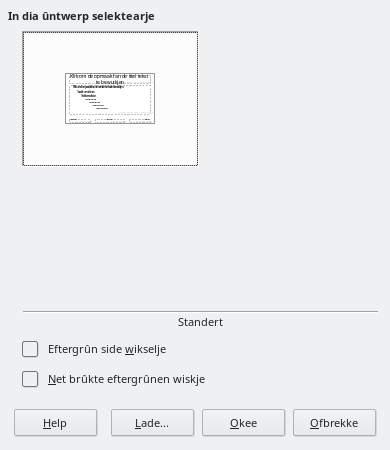 In dia ûntwerp selektearje
Klik om de opmaak fan de titel tekst
te bewurkjen
Standert
Eftergrûn side wikselje
Net brûkte eftergrûnen wiskje
Help
Lade...
Okee
Ofbrekke